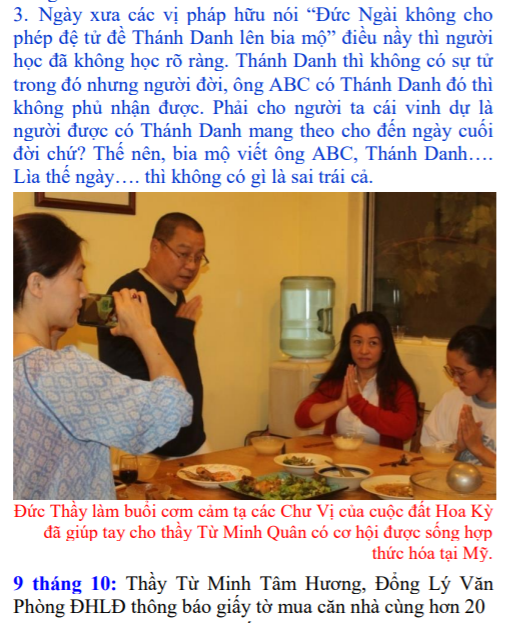 3. Ngày xưa các vị pháp hữu nói “Đức Ngài không cho
phép đệ tử đề Thánh Danh lên bia mộ” điều nầy thì người
học đã không học rõ ràng. Thánh Danh thì không có sự tử
trong đó nhưng người đời, ông ABC có Thánh Danh đó thì
không phủ nhận được. Phải cho người ta cái vinh dự là
người được có Thánh Danh mang theo cho đến ngày cuối
đời chứ? Thế nên, bia mộ viết ông ABC, Thánh Danh….
Lìa thế ngày…. thì không có gì là sai trái cả.
Đức Thầy làm buổi cơm cảm tạ các Chư Vị của cuộc đất Hoa Kỳ
đã giúp tay cho thầy Từ Minh Quân có cơ hội được sống hợp
thức hóa tại Mỹ.
9 tháng 10: Thầy Từ Minh Tâm Hương, Đổng Lý Văn
Phòng ĐHLĐ thông báo giấy tờ mua căn nhà cùng hơn 20